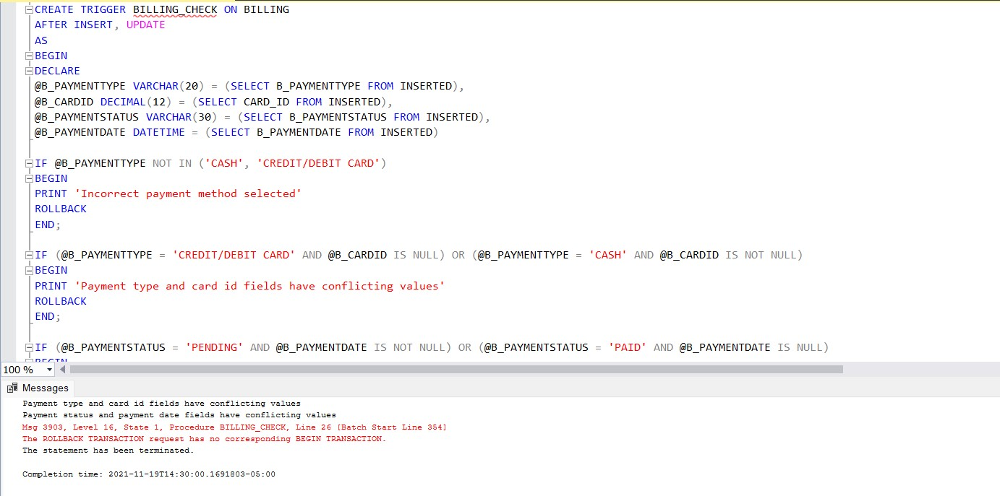 CREATE TRIGGER BILLING_CHECK ON BILLING
AFTER INSERT, UPDATE
AS
BEGIN
DECLARE
@B_PAYMENTTYPE VARCHAR(20) = (SELECT B_PAYMENTTYPE FROM INSERTED),
@B_CARDID DECIMAL(12) = (SELECT CARD_ID FROM INSERTED),
@B_PAYMENTSTATUS VARCHAR(30) = (SELECT B_PAYMENTSTATUS FROM INSERTED),
@B_PAYMENTDATE DATETIME = (SELECT B_PAYMENTDATE FROM INSERTED)
IF @B_PAYMENTTYPE NOT IN ('CASH', 'CREDIT/DEBIT CARD')
BEGIN
PRINT 'Incorrect payment method selected'
ROLLBACK
END;
IF (@B_PAYMENTTYPE = 'CREDIT/DEBIT CARD' AND @B_CARDID IS NULL) OR (@B_PAYMENTTYPE = 'CASH' AND @B_CARDID IS NOT NULL)
BEGIN
PRINT 'Payment type and card id fields have conflicting values'
ROLLBACK
END;
IF (@B_PAYMENTSTATUS = 'PENDING' AND @B_PAYMENTDATE IS NOT NULL) OR (@B_PAYMENTSTATUS = 'PAID' AND @B_PAYMENTDATE IS NULL)
BEGIN
100 %
Messages
Payment type and card id fields have conflicting values
Payment status and payment date fields have conflicting values
Msg 3903, Level 16, State 1, Procedure BILLING_CHECK, Line 26 [Batch Start Line 354]
The ROLLBACK TRANSACTION request has no corresponding BEGIN TRANSACTION.
The statement has been terminated.
Completion time: 2021-11-19T14:30:00.1691803-05:00